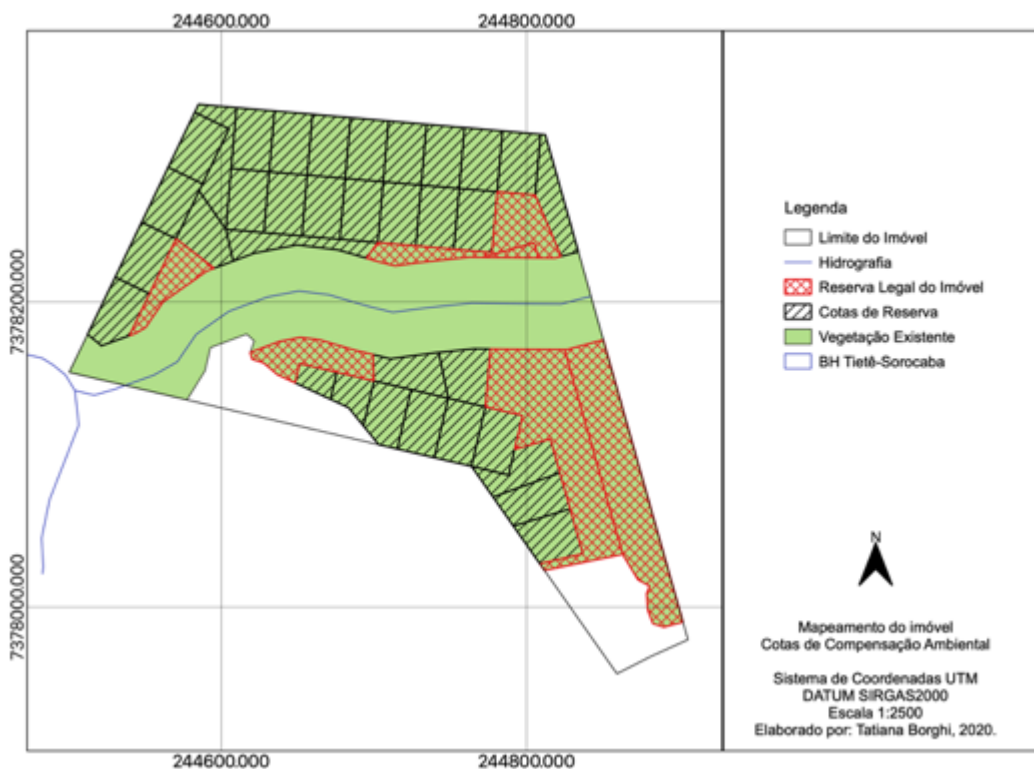 244600.000
244800.000
7378200.000
7378000.000
244600.000
244800.000
Legenda
Limite do Imóvel
Hidrografia
Reserva Legal do Imóvel
Cotas de Reserva
Vegetação Existente
BH Tietê-Sorocaba
N
Mapeamento do imóvel
Cotas de Compensação Ambiental
Sistema de Coordenadas UTM
DATUM SIRGAS2000
Escala 1:2500
Elaborado por: Tatiana Borghi, 2020.